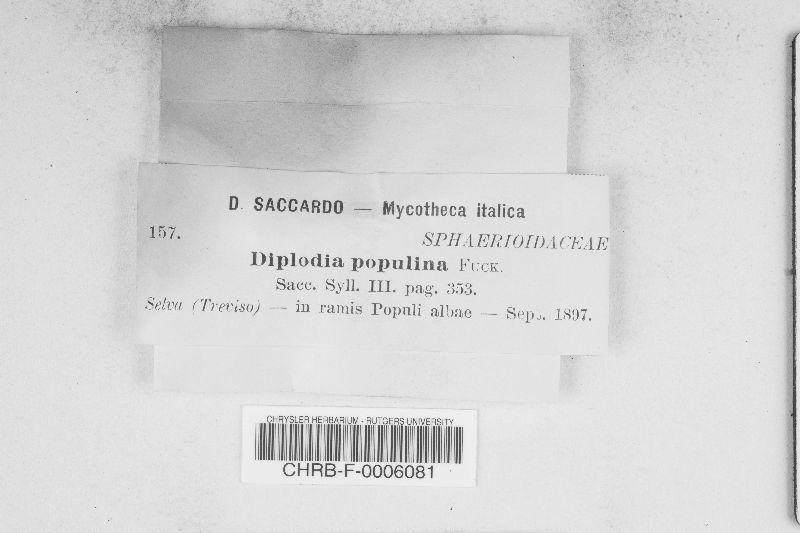 D. SACCARDO — Mycotheca italica
157.
SPHAERIOIDACEAE
Diplodia populina FUCK.
Sacc. Syll. III. pag. 353.
Selva (Treviso) — in ramis Populi albae — Sept. 1897.
CHRYSLER HERBARIUM - RUTGERS UNIVERSITY
CHRB-F-0006081